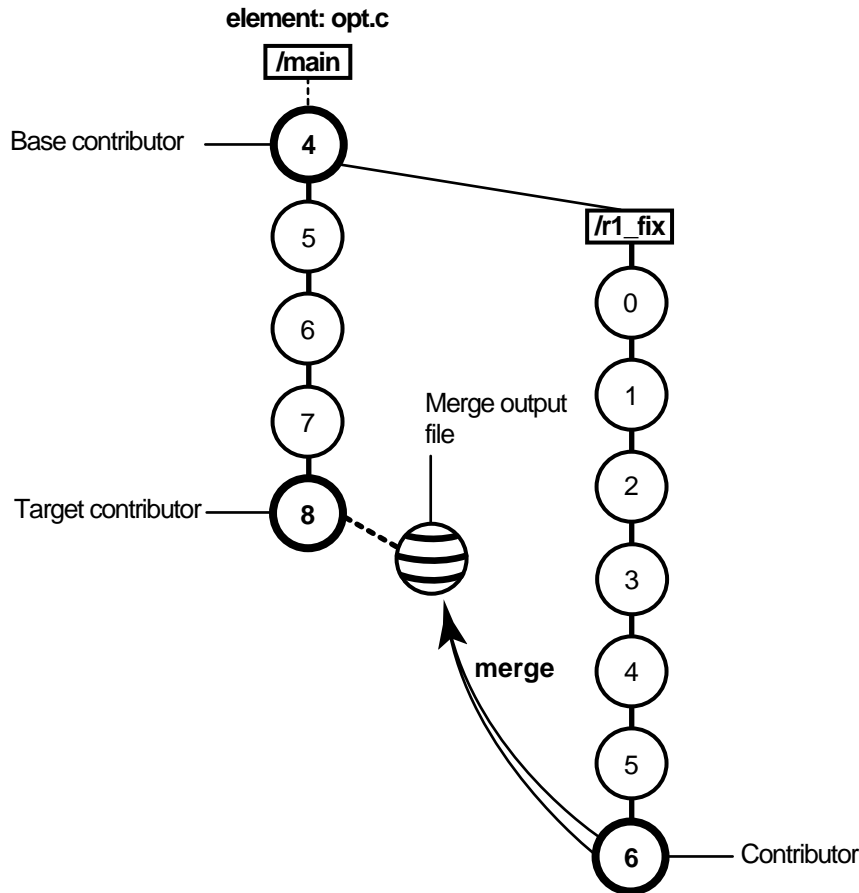 element: opt.c
/main
Base contributor
4
/r1_fix
5
0
6
1
Merge output
file
7
2
Target contributor
8
3
merge
4
5
6
Contributor